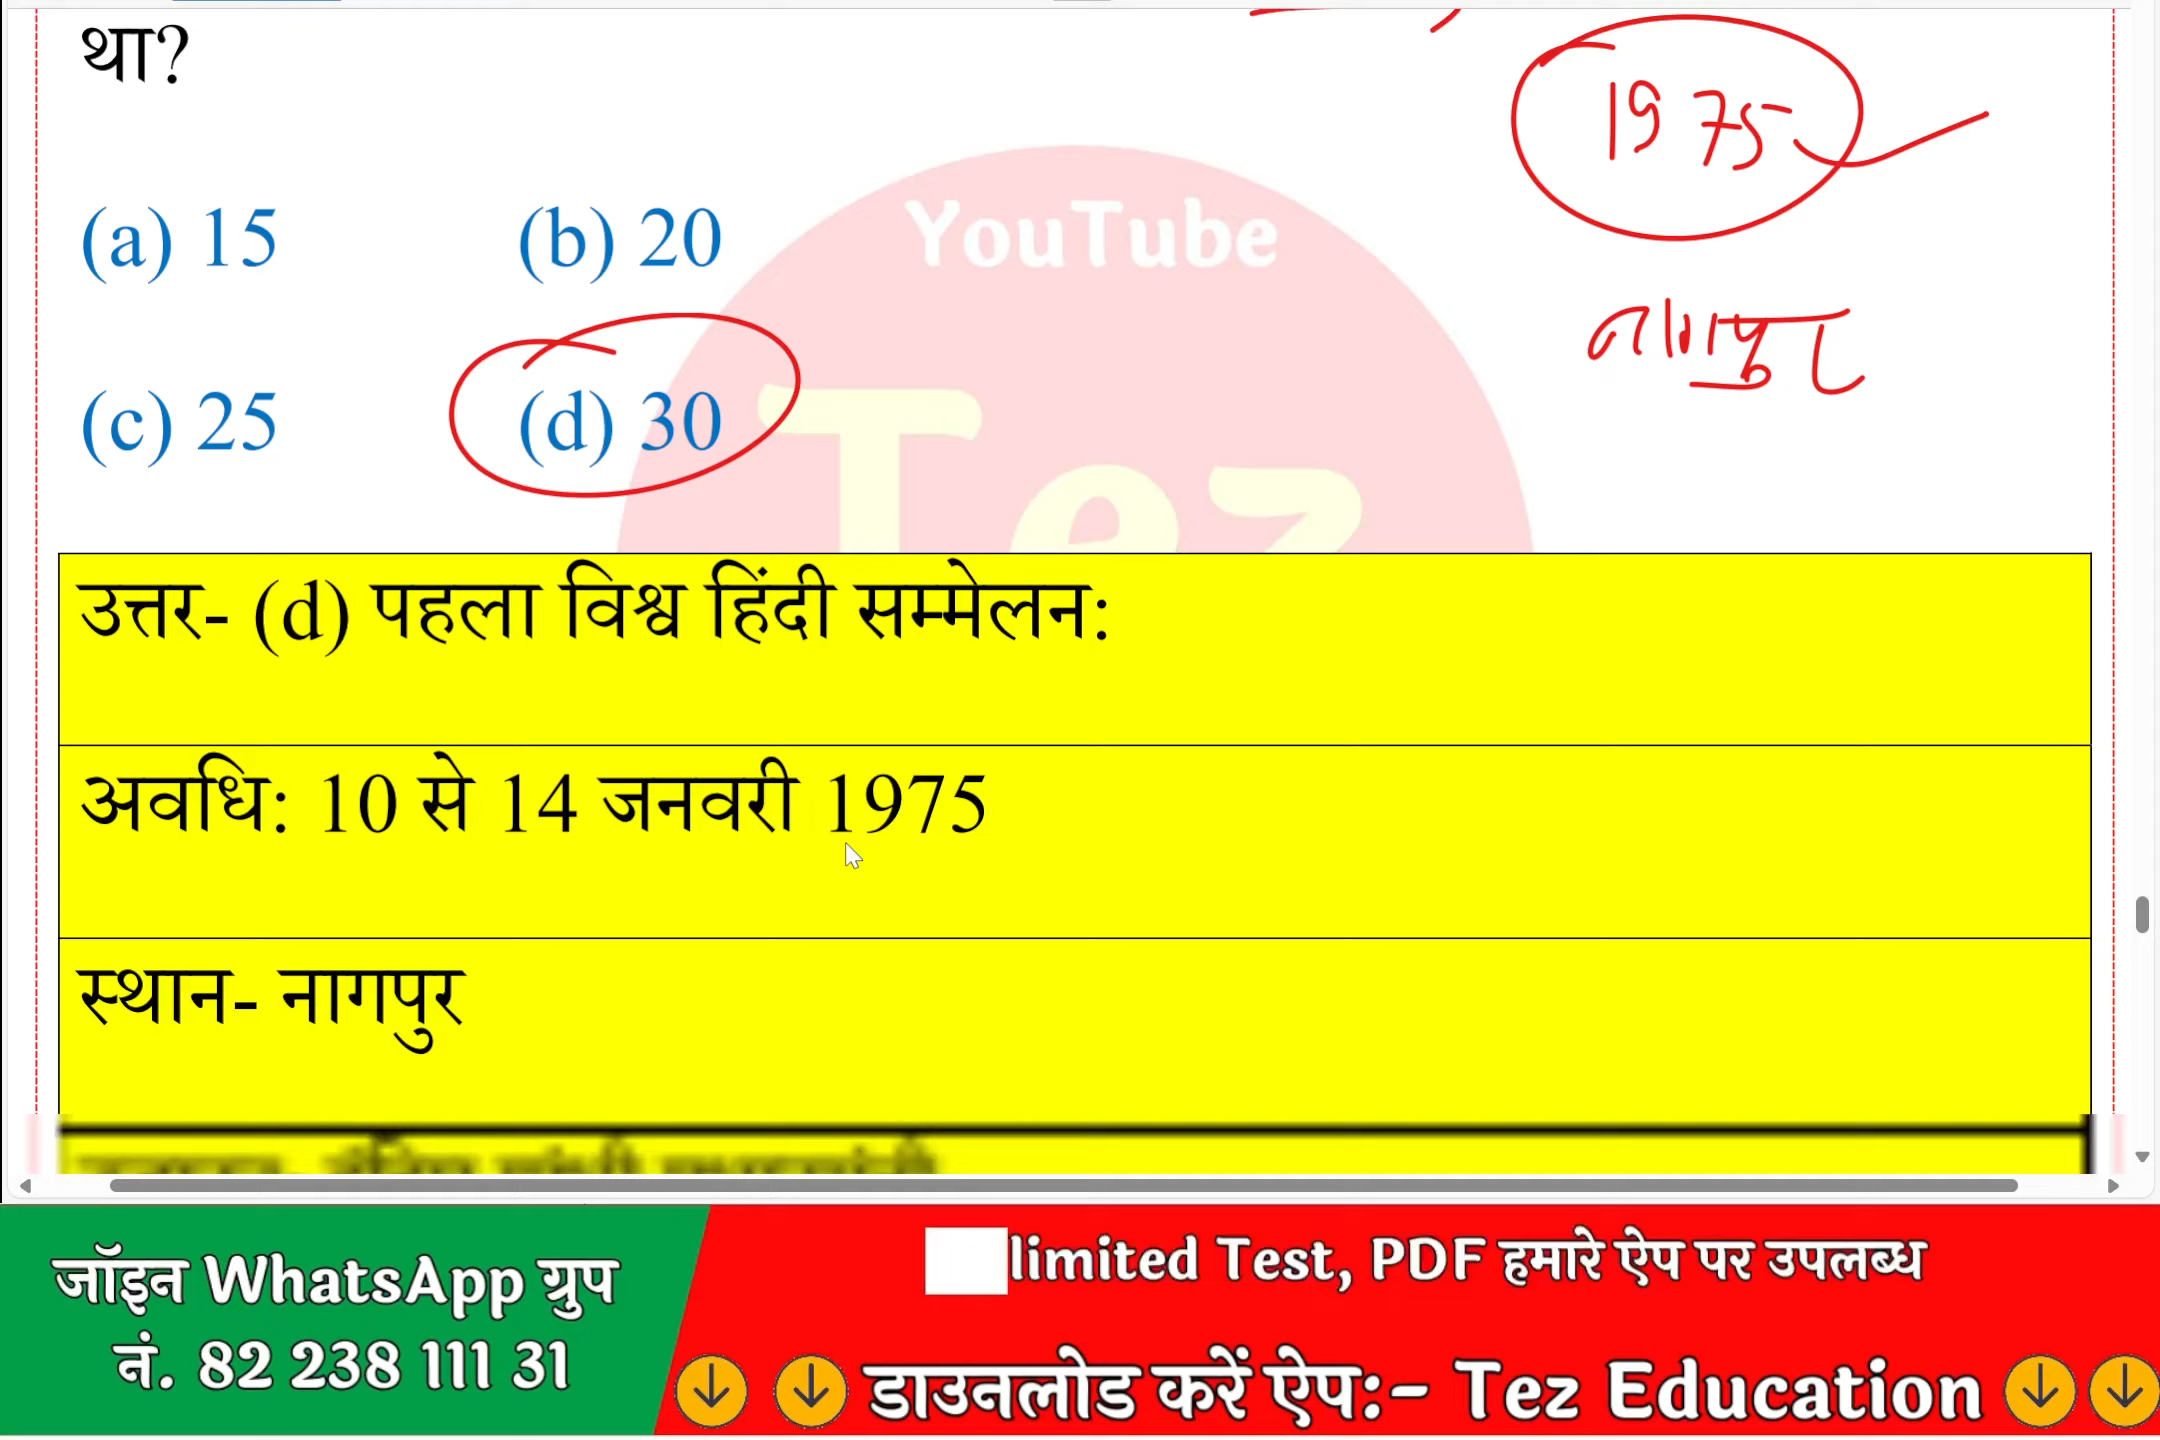 था?
1975
(a) 15 (b) 20
YouTube
नागपुर
(c) 25 (d) 30
Tez
उत्तर- (d) पहला विश्व हिंदी सम्मेलन:
अवधि: 10 से 14 जनवरी 1975
स्थान- नागपुर
जॉइन WhatsApp ग्रुप
नं. 82 238 111 31
limited Test, PDF हमारे ऐप पर उपलब्ध
डाउनलोड करें ऐप:- Tez Education